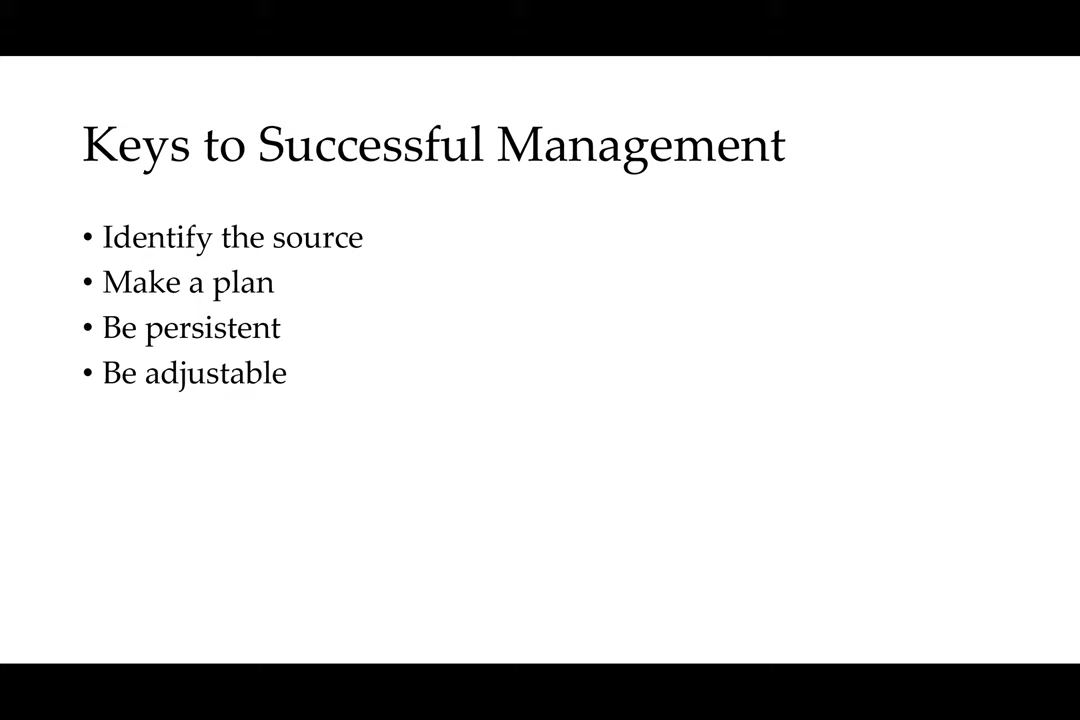 Keys to Successful Management
• Identify the source
• Make a plan
• Be persistent
• Be adjustable